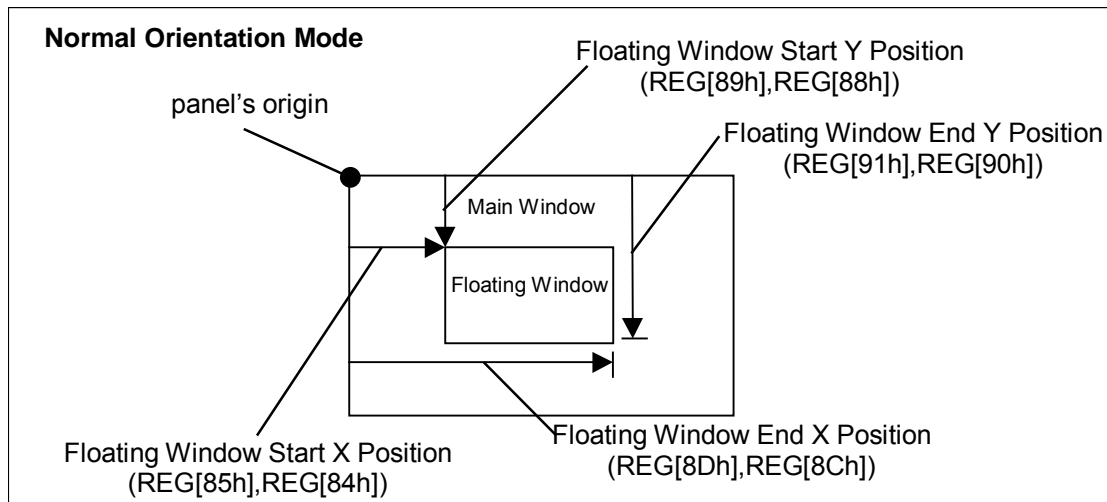 Normal Orientation Mode
Floating Window Start Y Position
(REG[89h],REG[88h])
panel's origin
Floating Window End Y Position
(REG[91h],REG[90h])
Main Window
Floating Window
Floating Window Start X Position
(REG[85h],REG[84h])
Floating Window End X Position
(REG[8Dh],REG[8Ch])